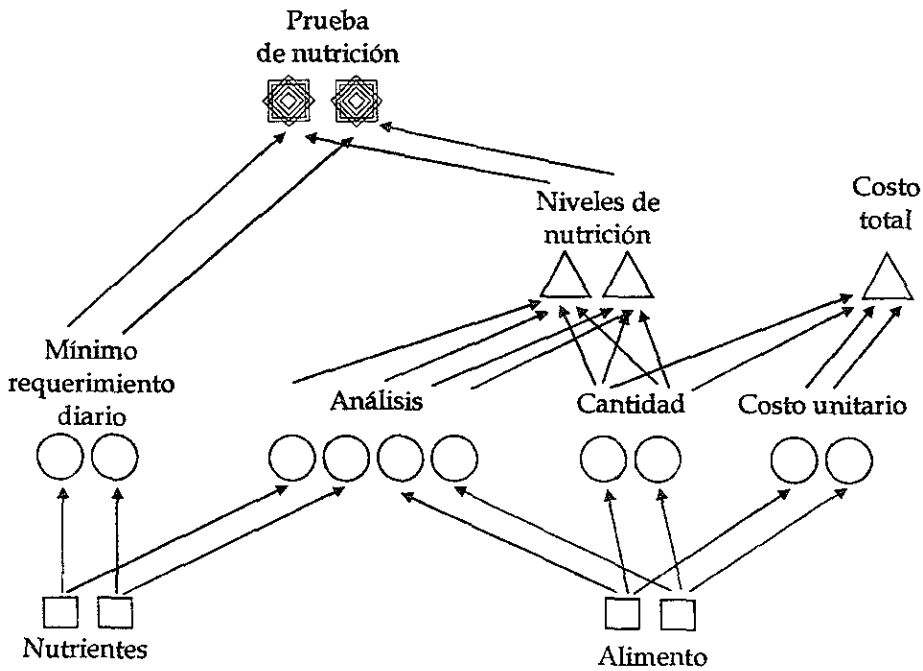 Prueba
de nutrición
Niveles de
nutrición
Costo
total
Mínimo
requerimiento
diario
Análisis
Cantidad
Costo unitario
Nutrientes
Alimento